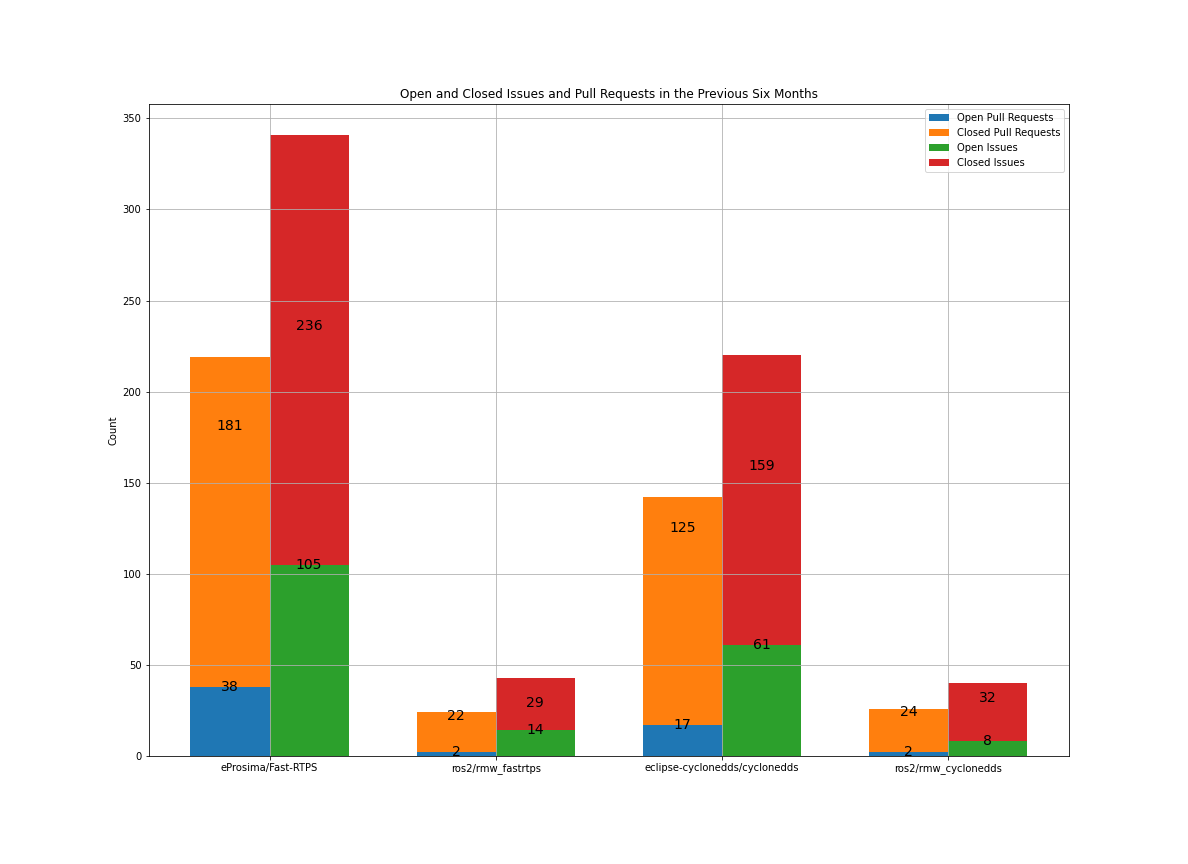 Open and Closed Issues and Pull Requests in the Previous Six Months
Open Pull Requests
Closed Pull Requests
Open Issues
Closed Issues
Count
350
300
250
200
150
100
50
0
236
181
105
38
22
2
29
14
125
17
159
61
24
2
32
8
eProsima/Fast-RTPS
ros2/rmw_fastrtps
eclipse-cyclonedds/cyclonedds
ros2/rmw_cyclonedds